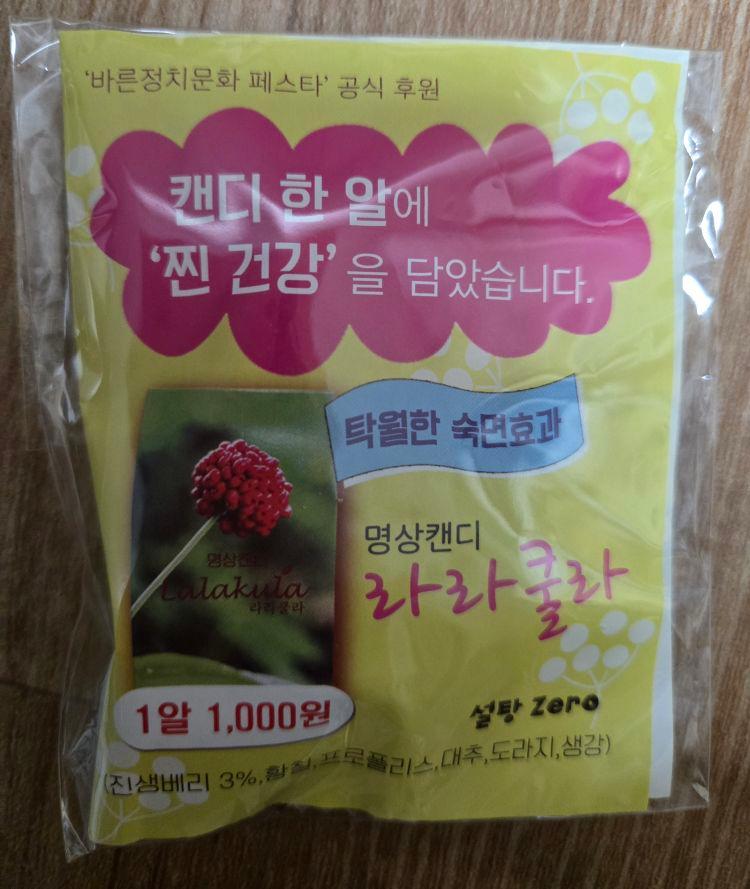 '바른정치문화 페스타' 공식 후원
캔디 한 알에
'찐 건강'을 담았습니다.
탁월한 숙면효과
명상캔디
라라쿨라
명상캔디
Lalakula
라라쿨라
1알 1,000원
설탕 Zero
(진생베리 3%,황칠,프로폴리스,대추,도라지,생강)